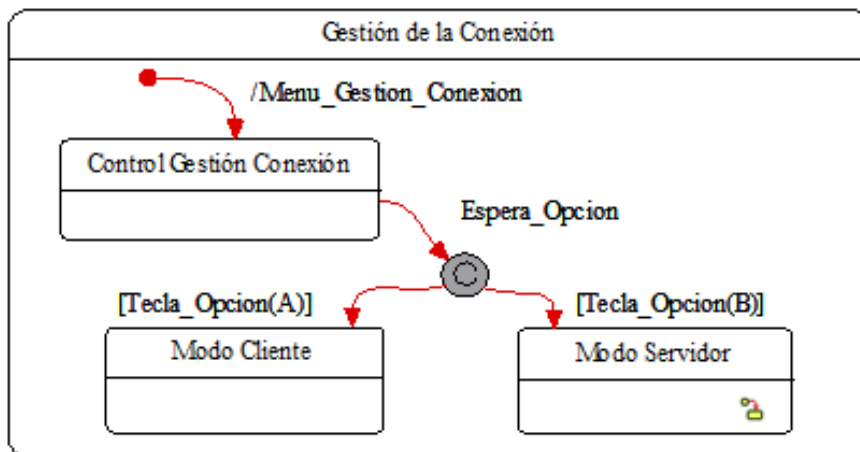 Gestión de la Conexión
/Menu_Gestion_Conexion
Control Gestión Conexión
Espera_Opcion
C
[Tecla_Opcion(A)]
[Tecla_Opcion(B)]
Modo Cliente
Modo Servidor